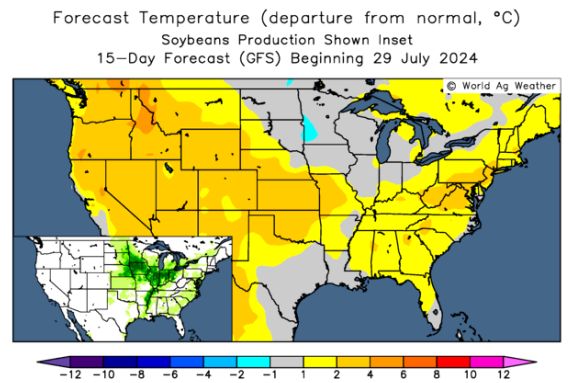 Forecast Temperature (departure from normal, °C)
Soybeans Production Shown Inset
15-Day Forecast (GFS) Beginning 29 July 2024
© World Ag Weather
-12 -10 -8 -6 -4 -2 -1 1 2 4 6 8 10 12